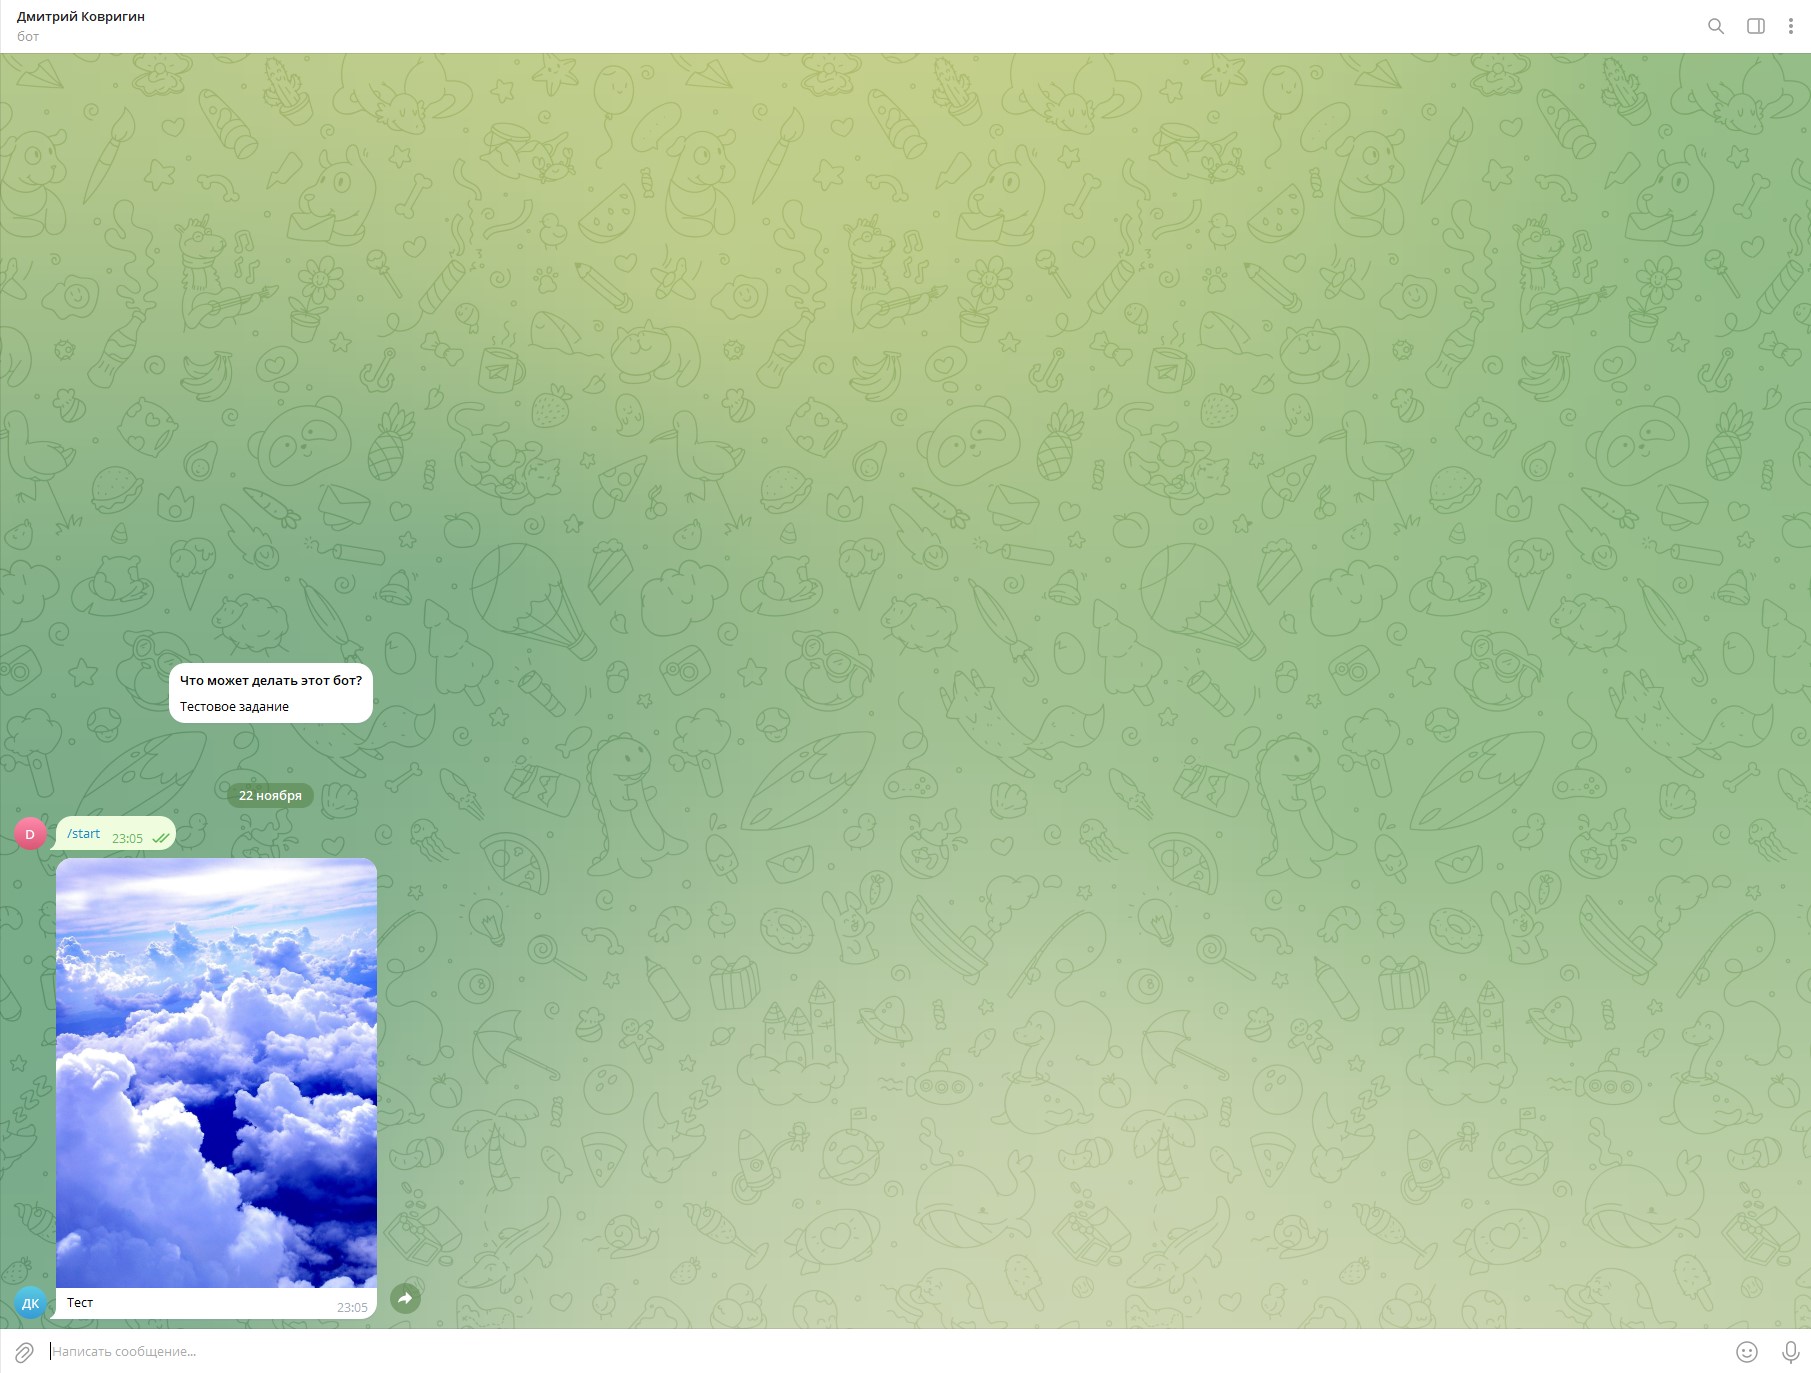 Дмитрий Ковригин
бот
Что может делать этот бот?
Тестовое задание
22 ноября
D
/start 23:05
Тест
23:05
ДК
Написать сообщение...